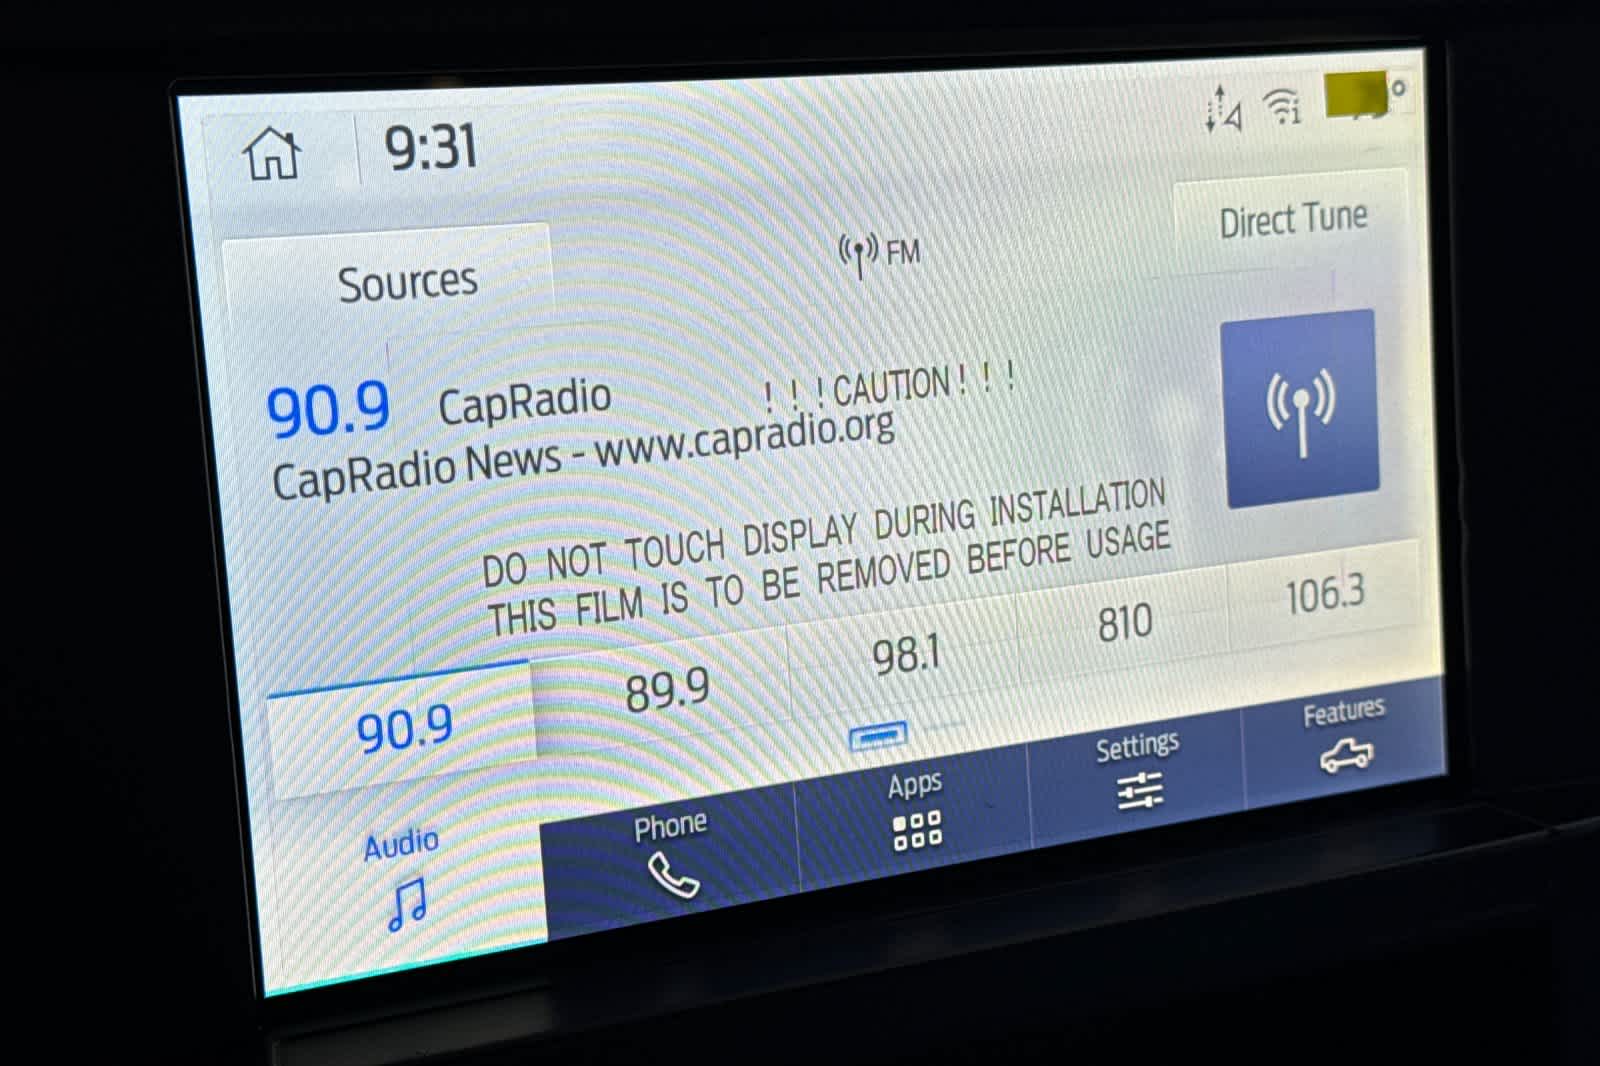 9:31
Sources
FM
Direct Tune
90.9 CapRadio
! ! ! CAUTION ! ! !
CapRadio News - www.capradio.org
DO NOT TOUCH DISPLAY DURING INSTALLATION
THIS FILM IS TO BE REMOVED BEFORE USAGE
90.9 89.9 98.1 810 106.3
Audio Phone Apps Settings Features